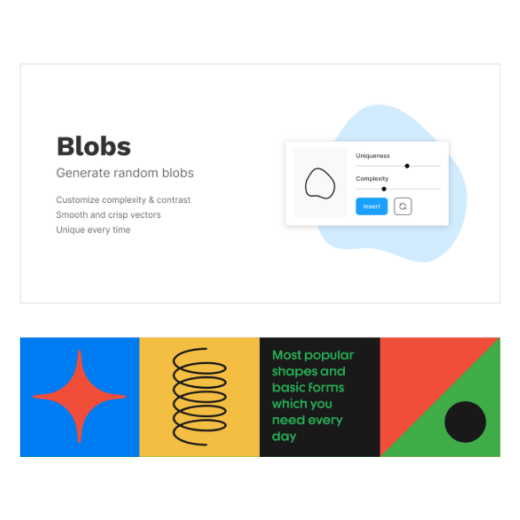 Blobs
Generate random blobs
Customize complexity & contrast
Smooth and crisp vectors
Unique every time
Uniqueness
Complexity
Insert
Most popular
shapes and
basic forms
which you
need every
day